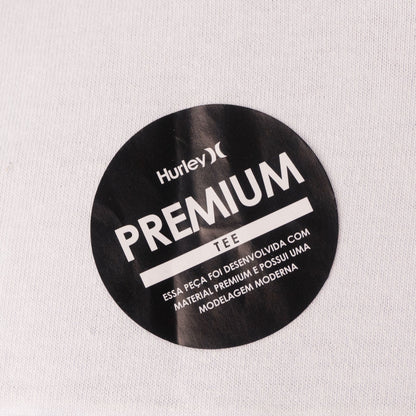 Hurley
PREMIUM
TEE
ESSA PEÇA FOI DESENVOLVIDA COM
MATERIAL PREMIUM E POSSUI UMA
MODELAGEM MODERNA